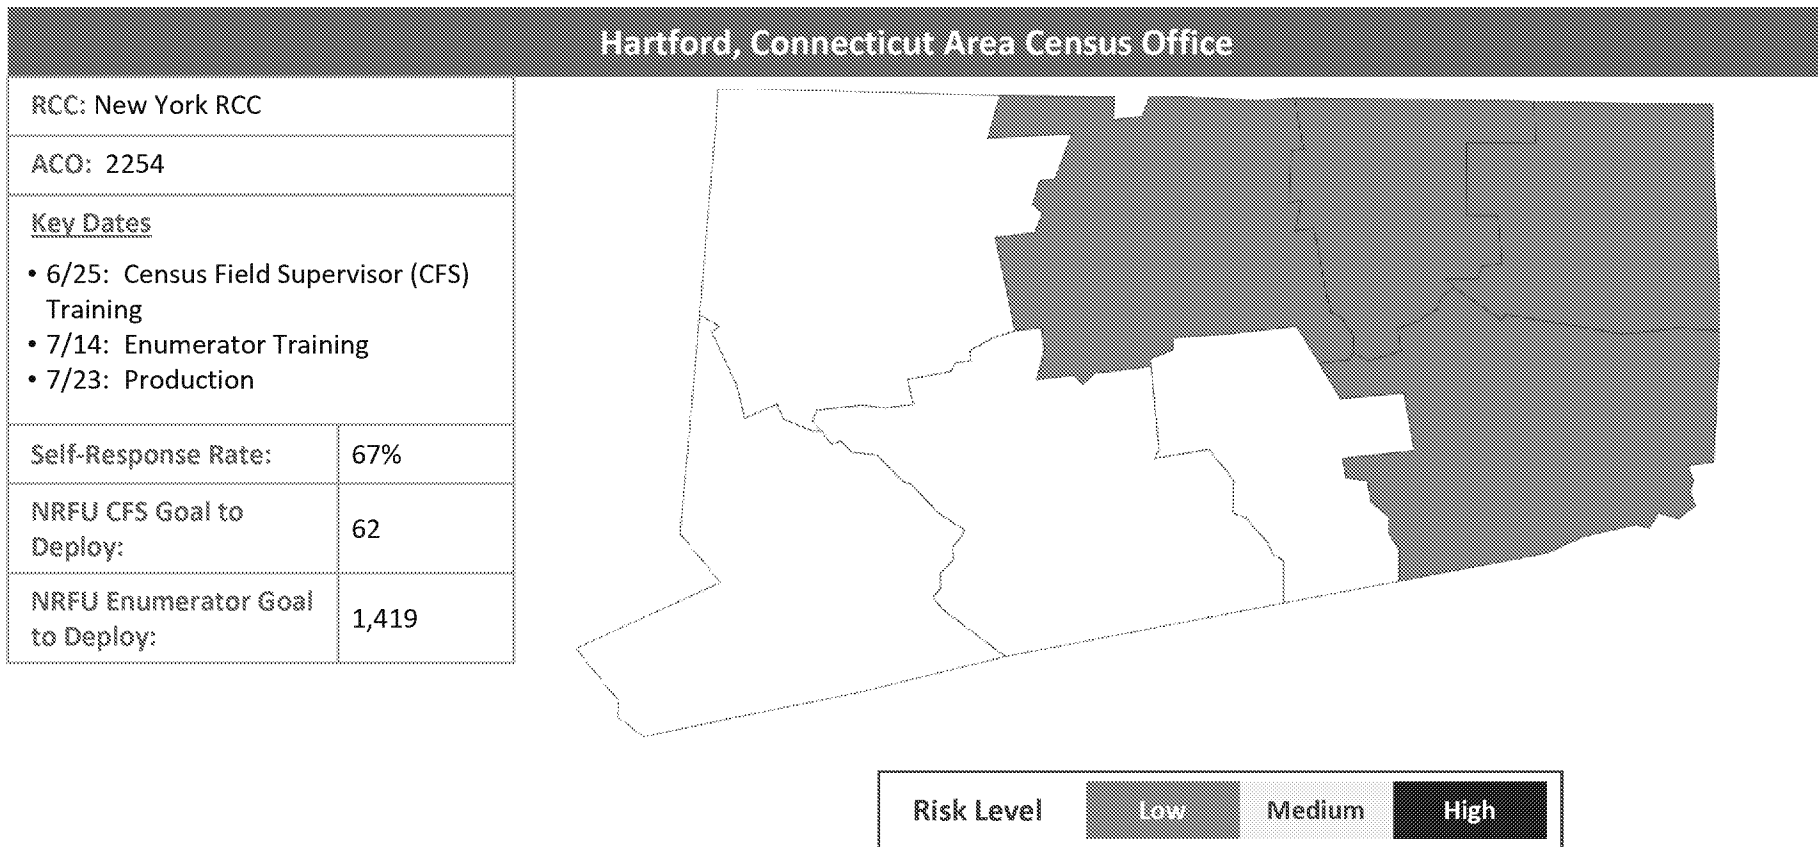 Hartford, Connecticut Area Census Office
RCC: New York RCC
ACO: 2254
Key Dates
• 6/25: Census Field Supervisor (CFS)
Training
• 7/14: Enumerator Training
• 7/23: Production
Self-Response Rate: 67%
NRFU CFS Goal to
Deploy: 62
NRFU Enumerator Goal
to Deploy: 1,419
Risk Level Low Medium High